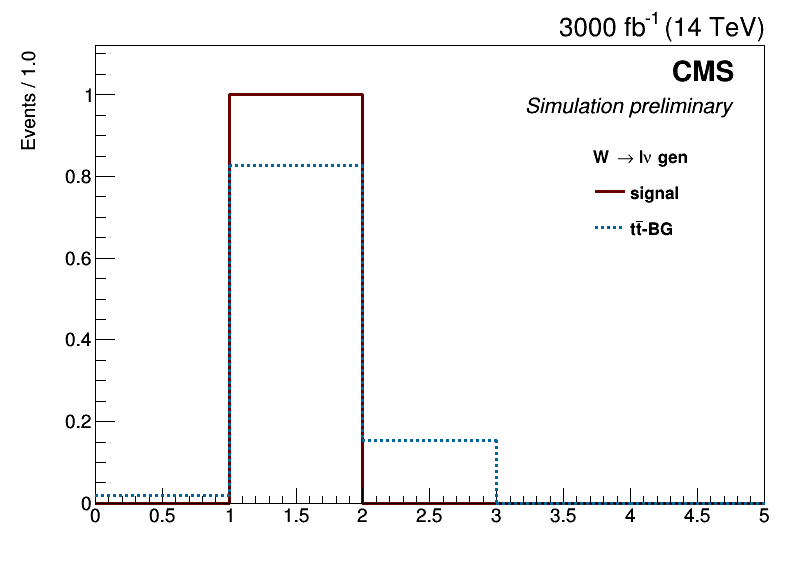 3000 fb⁻¹ (14 TeV)
Events / 1.0
CMS
Simulation preliminary
W → lν gen
signal
tt̄-BG
1
0.8
0.6
0.4
0.2
0
0 0.5 1 1.5 2 2.5 3 3.5 4 4.5 5